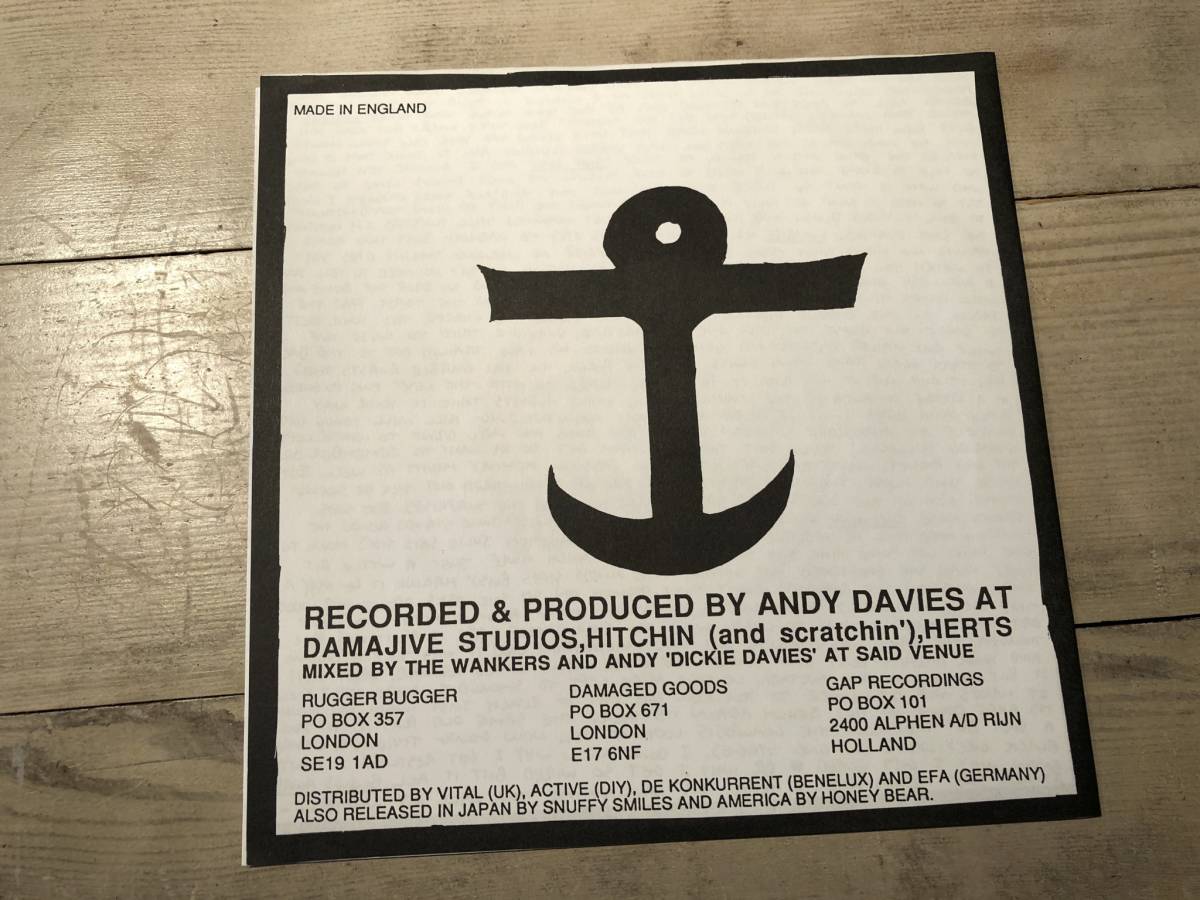 MADE IN ENGLAND
RECORDED & PRODUCED BY ANDY DAVIES AT
DAMAJIVE STUDIOS,HITCHIN (and scratchin'),HERTS
MIXED BY THE WANKERS AND ANDY 'DICKIE DAVIES' AT SAID VENUE
RUGGER BUGGER
PO BOX 357
LONDON
SE19 1AD
DAMAGED GOODS
PO BOX 671
LONDON
E17 6NF
GAP RECORDINGS
PO BOX 101
2400 ALPHEN A/D RIJN
HOLLAND
DISTRIBUTED BY VITAL (UK), ACTIVE (DIY), DE KONKURRENT (BENELUX) AND EFA (GERMANY)
ALSO RELEASED IN JAPAN BY SNUFFY SMILES AND AMERICA BY HONEY BEAR.